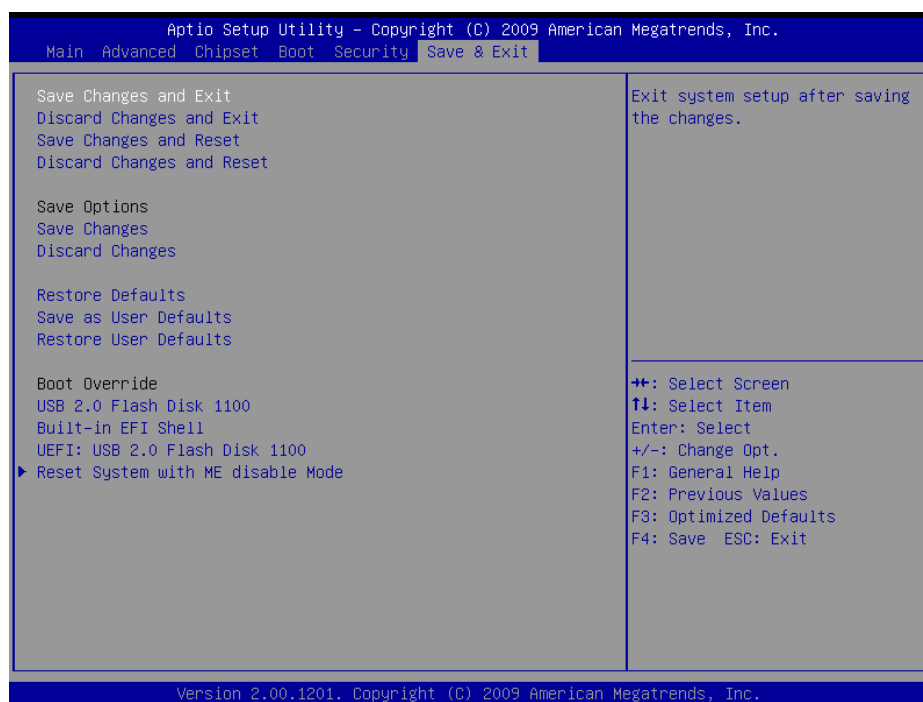 Aptio Setup Utility – Copyright (C) 2009 American Megatrends, Inc.
Main Advanced Chipset Boot Security Save & Exit
Save Changes and Exit
Discard Changes and Exit
Save Changes and Reset
Discard Changes and Reset
Save Options
Save Changes
Discard Changes
Restore Defaults
Save as User Defaults
Restore User Defaults
Boot Override
USB 2.0 Flash Disk 1100
Built-in EFI Shell
UEFI: USB 2.0 Flash Disk 1100
Reset System with ME disable Mode
Exit system setup after saving
the changes.
→←: Select Screen
↑↓: Select Item
Enter: Select
+/-: Change Opt.
F1: General Help
F2: Previous Values
F3: Optimized Defaults
F4: Save ESC: Exit
Version 2.00.1201. Copyright (C) 2009 American Megatrends, Inc.